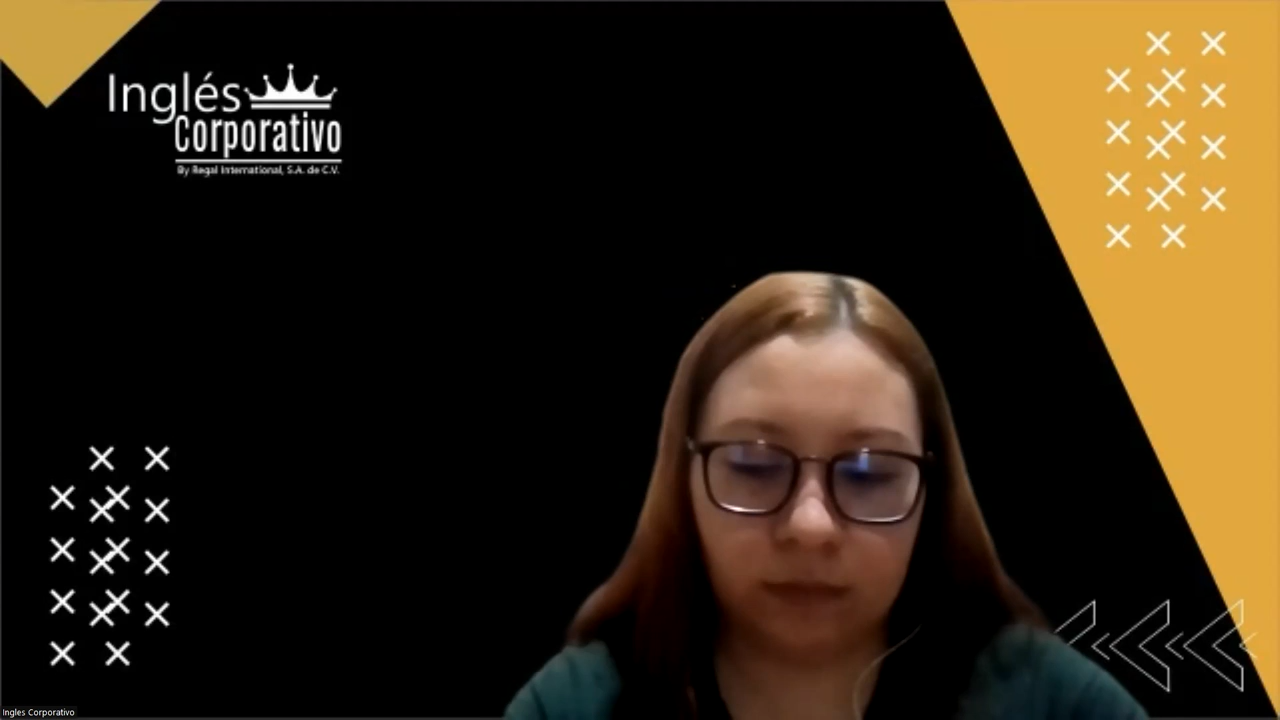 Inglés
Corporativo
By Regal International, S.A. de C.V.
Ingles Corporativo